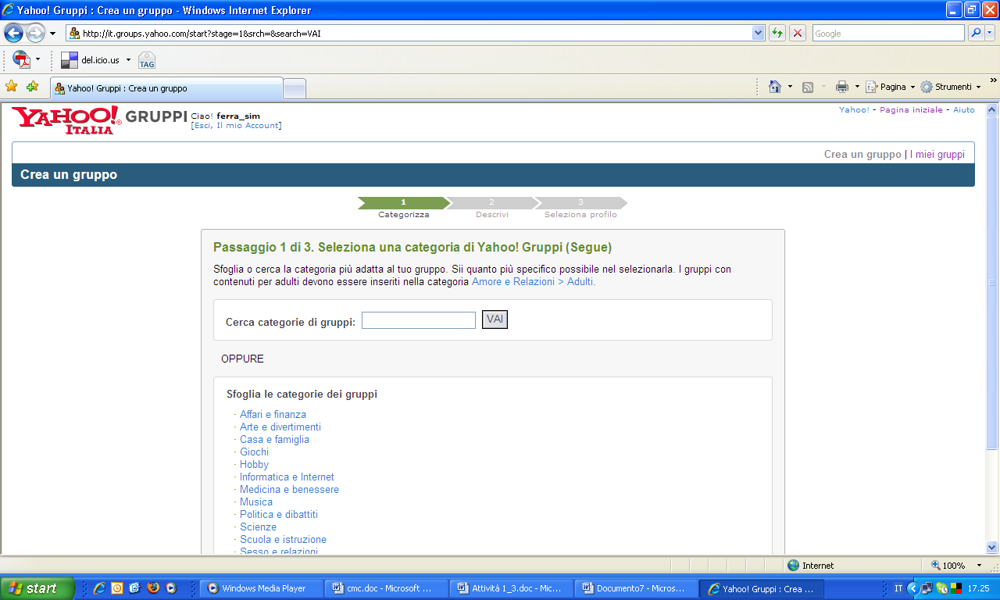 Yahoo! Gruppi : Crea un gruppo - Windows Internet Explorer
http://it.groups.yahoo.com/start?stage=1&srch=&search=VAI
Google
del.icio.us
TAG
Yahoo! Gruppi : Crea un gruppo
Pagina
Strumenti
YAHOO! ITALIA GRUPPI
Ciao! ferra_sim
[Esci, Il mio Account]
Yahoo! - Pagina iniziale - Aiuto
Crea un gruppo | I miei gruppi
Crea un gruppo
1 2 3
Categorizza Descrivi Seleziona profilo
Passaggio 1 di 3. Seleziona una categoria di Yahoo! Gruppi (Segue)
Sfoglia o cerca la categoria più adatta al tuo gruppo. Sii quanto più specifico possibile nel selezionarla. I gruppi con
contenuti per adulti devono essere inseriti nella categoria Amore e Relazioni > Adulti.
Cerca categorie di gruppi: VAI
OPPURE
Sfoglia le categorie dei gruppi
· Affari e finanza
· Arte e divertimenti
· Casa e famiglia
· Giochi
· Hobby
· Informatica e Internet
· Medicina e benessere
· Musica
· Politica e dibattiti
· Scienze
· Scuola e istruzione
· Sesso e relazioni
Internet
100%
start
Windows Media Player
cmc.doc - Microsoft ...
Attività 1_3.doc - Mic...
Documento7 - Micros...
Yahoo! Gruppi : Crea ...
IT
17.25